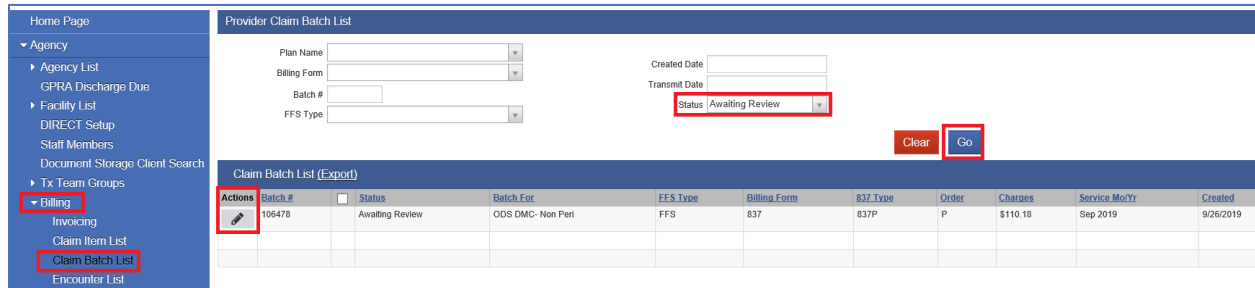 Home Page
Agency
Agency List
GPRA Discharge Due
Facility List
DIRECT Setup
Staff Members
Document Storage Client Search
Tx Team Groups
Billing
Invoicing
Claim Item List
Claim Batch List
Encounter List
Provider Claim Batch List
Plan Name
Billing Form
Batch #
FFS Type
Created Date
Transmit Date
Status Awaiting Review
Clear Go
Claim Batch List (Export)
Actions Batch # Status Batch For FFS Type Billing Form 837 Type Order Charges Service Mo/Yr Created
106478 Awaiting Review ODS DMC- Non Peri FFS 837 837P P $110.18 Sep 2019 9/26/2019